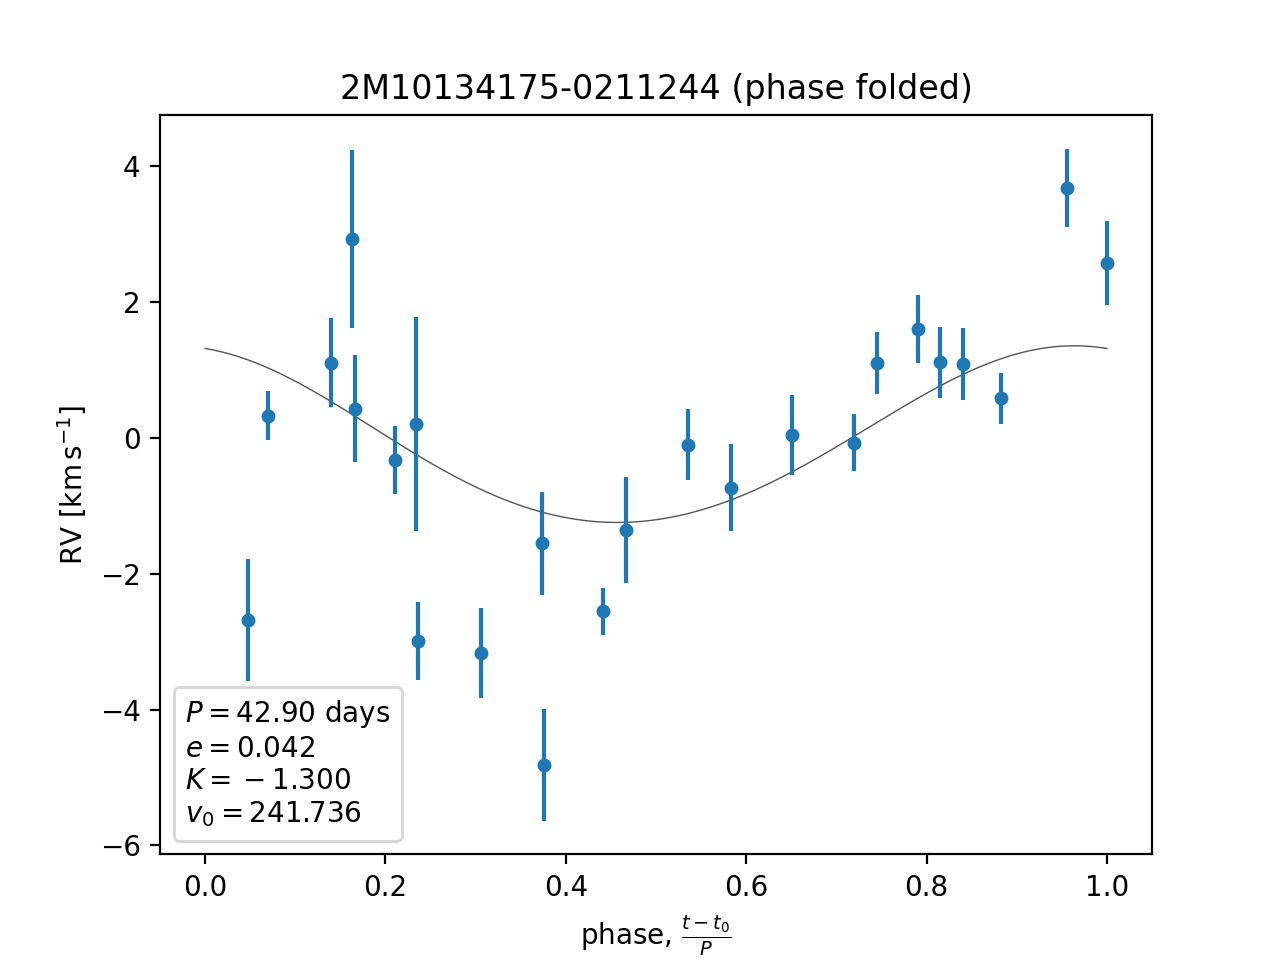 2M10134175-0211244 (phase folded)
RV [km s⁻¹]
4
2
0
−2
−4
−6
P = 42.90 days
e = 0.042
K = −1.300
v₀ = 241.736
0.0 0.2 0.4 0.6 0.8 1.0
phase, (t − t₀)/P